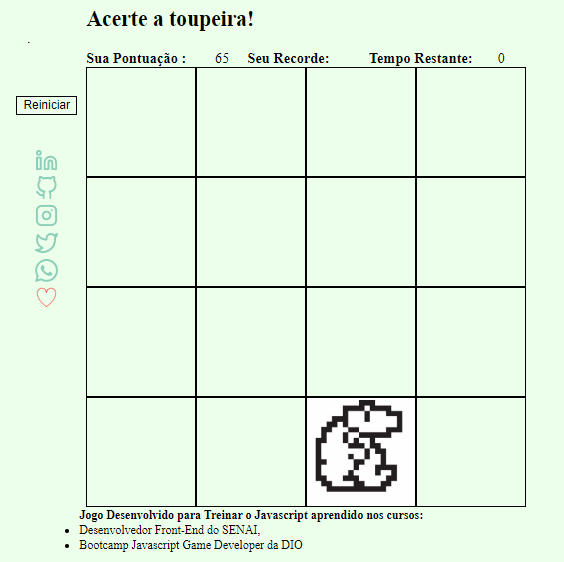 Acerte a toupeira!
Sua Pontuação : 65 Seu Recorde: Tempo Restante: 0
Reiniciar
Jogo Desenvolvido para Treinar o Javascript aprendido nos cursos:
Desenvolvedor Front-End do SENAI,
Bootcamp Javascript Game Developer da DIO